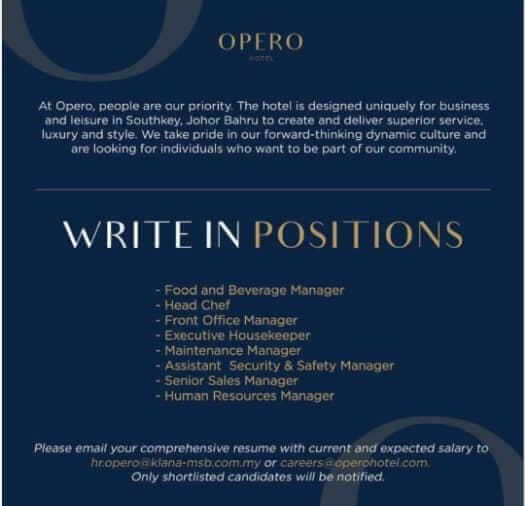 OPERO
HOTEL
At Opero, people are our priority. The hotel is designed uniquely for business
and leisure in Southkey, Johor Bahru to create and deliver superior service,
luxury and style. We take pride in our forward-thinking dynamic culture and
are looking for individuals who want to be part of our community.
WRITE IN POSITIONS
- Food and Beverage Manager
- Head Chef
- Front Office Manager
- Executive Housekeeper
- Maintenance Manager
- Assistant Security & Safety Manager
- Senior Sales Manager
- Human Resources Manager
Please email your comprehensive resume with current and expected salary to
hr.opero@klana-msb.com.my or careers@operohotel.com.
Only shortlisted candidates will be notified.